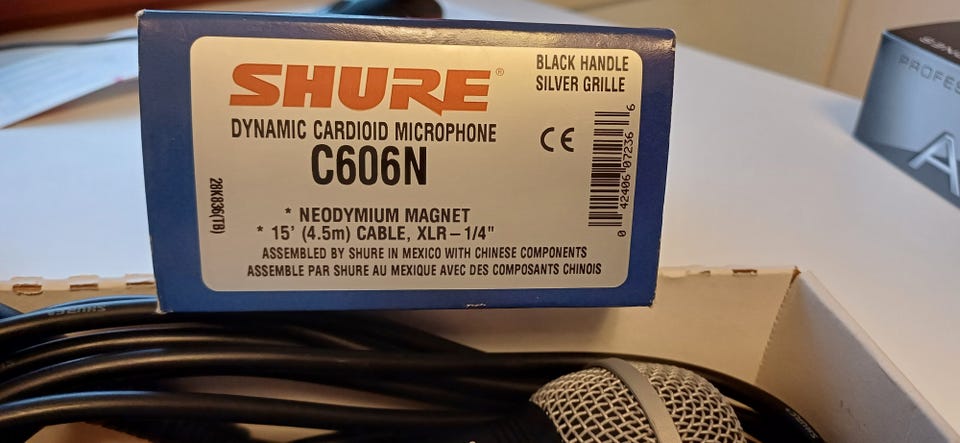 SHURE®
BLACK HANDLE
SILVER GRILLE
DYNAMIC CARDIOID MICROPHONE
C606N
CE
0 42406 07236 6
28K836(TB)
* NEODYMIUM MAGNET
* 15' (4.5m) CABLE, XLR – 1/4"
ASSEMBLED BY SHURE IN MEXICO WITH CHINESE COMPONENTS
ASSEMBLE PAR SHURE AU MEXIQUE AVEC DES COMPOSANTS CHINOIS
SHURE